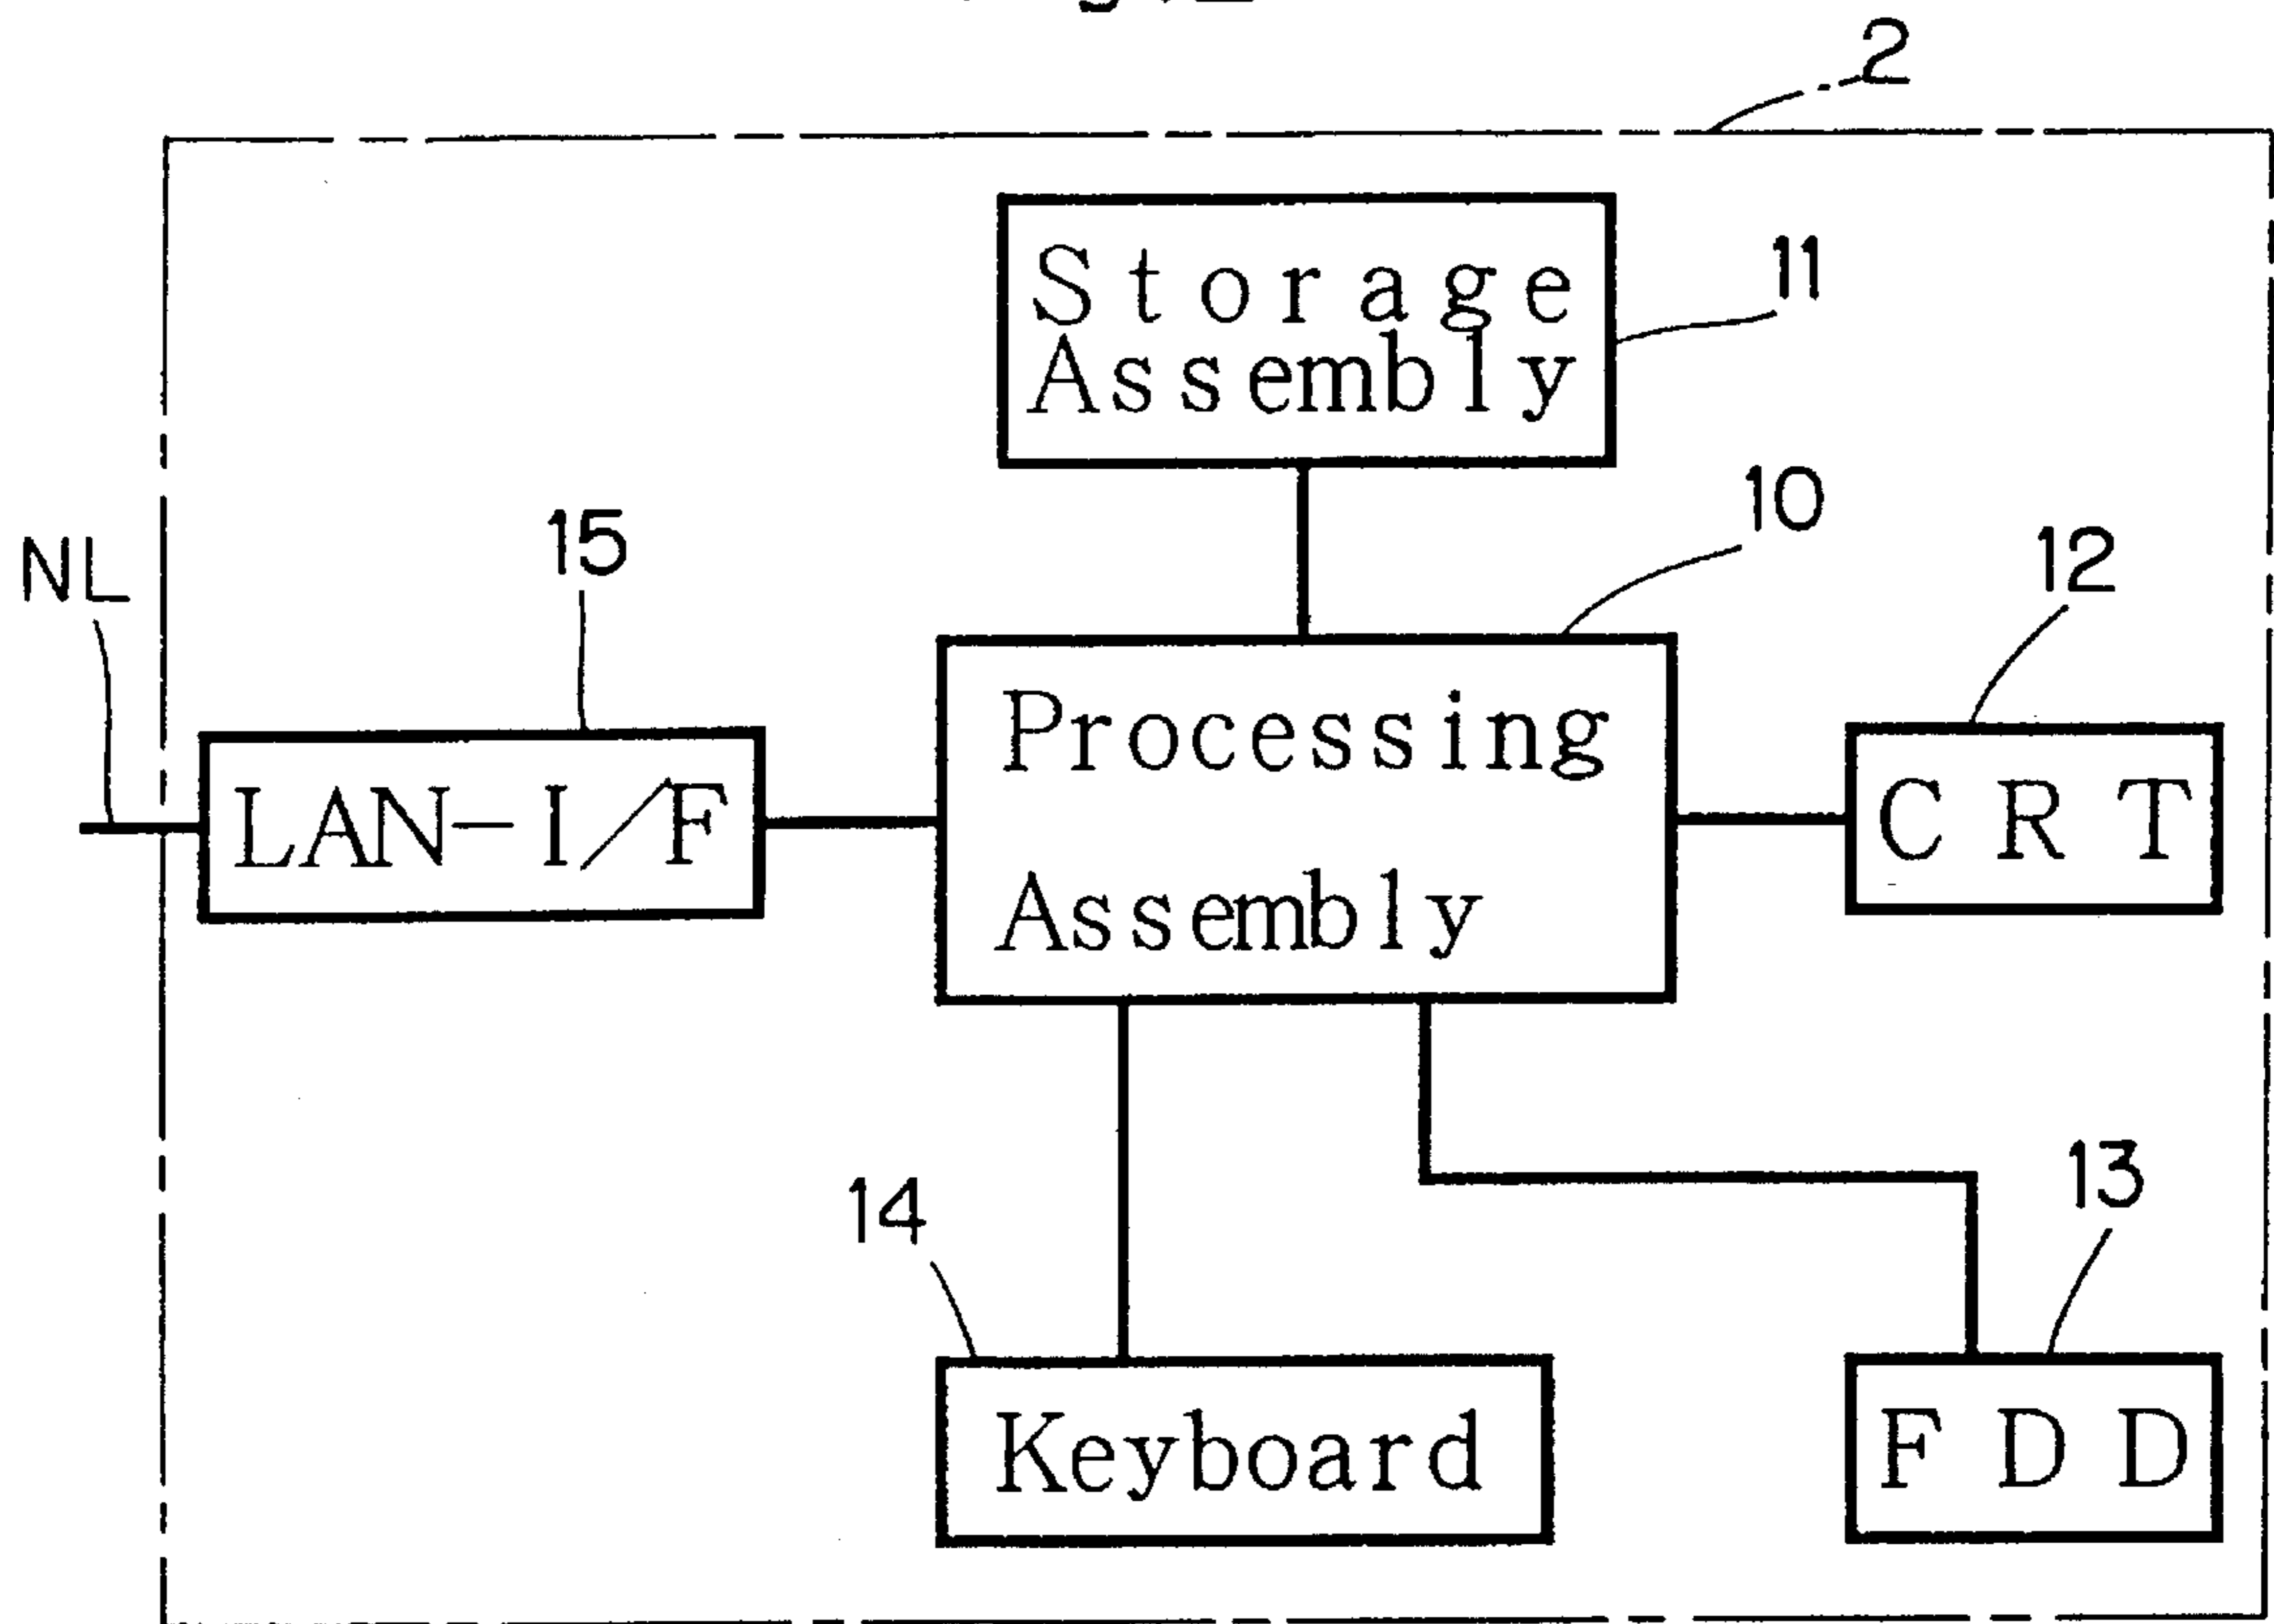 2
Storage
Assembly
11
10
NL
15
12
Processing
Assembly
LAN-I/F
CRT
14
13
Keyboard
FDD